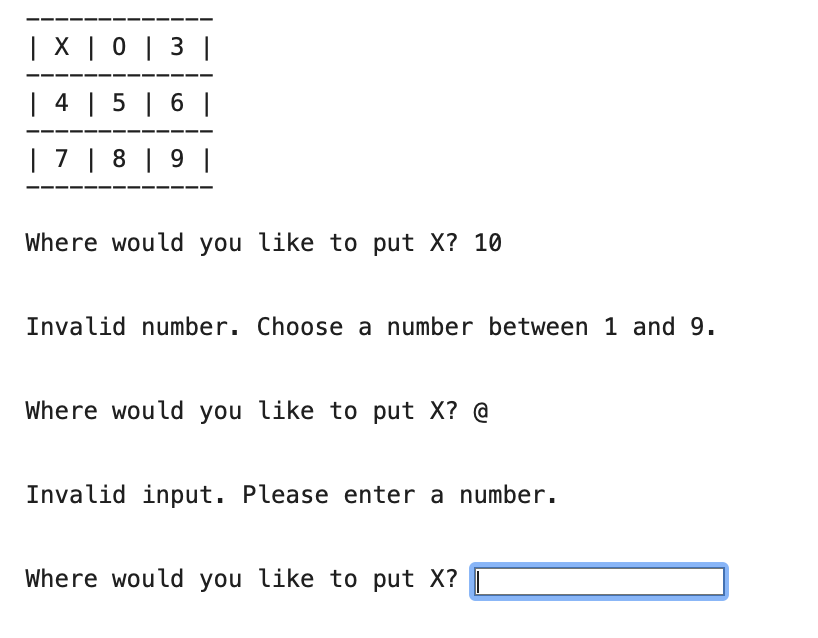 -------------
| X | O | 3 |
-------------
| 4 | 5 | 6 |
-------------
| 7 | 8 | 9 |
-------------
Where would you like to put X? 10
Invalid number. Choose a number between 1 and 9.
Where would you like to put X? @
Invalid input. Please enter a number.
Where would you like to put X?